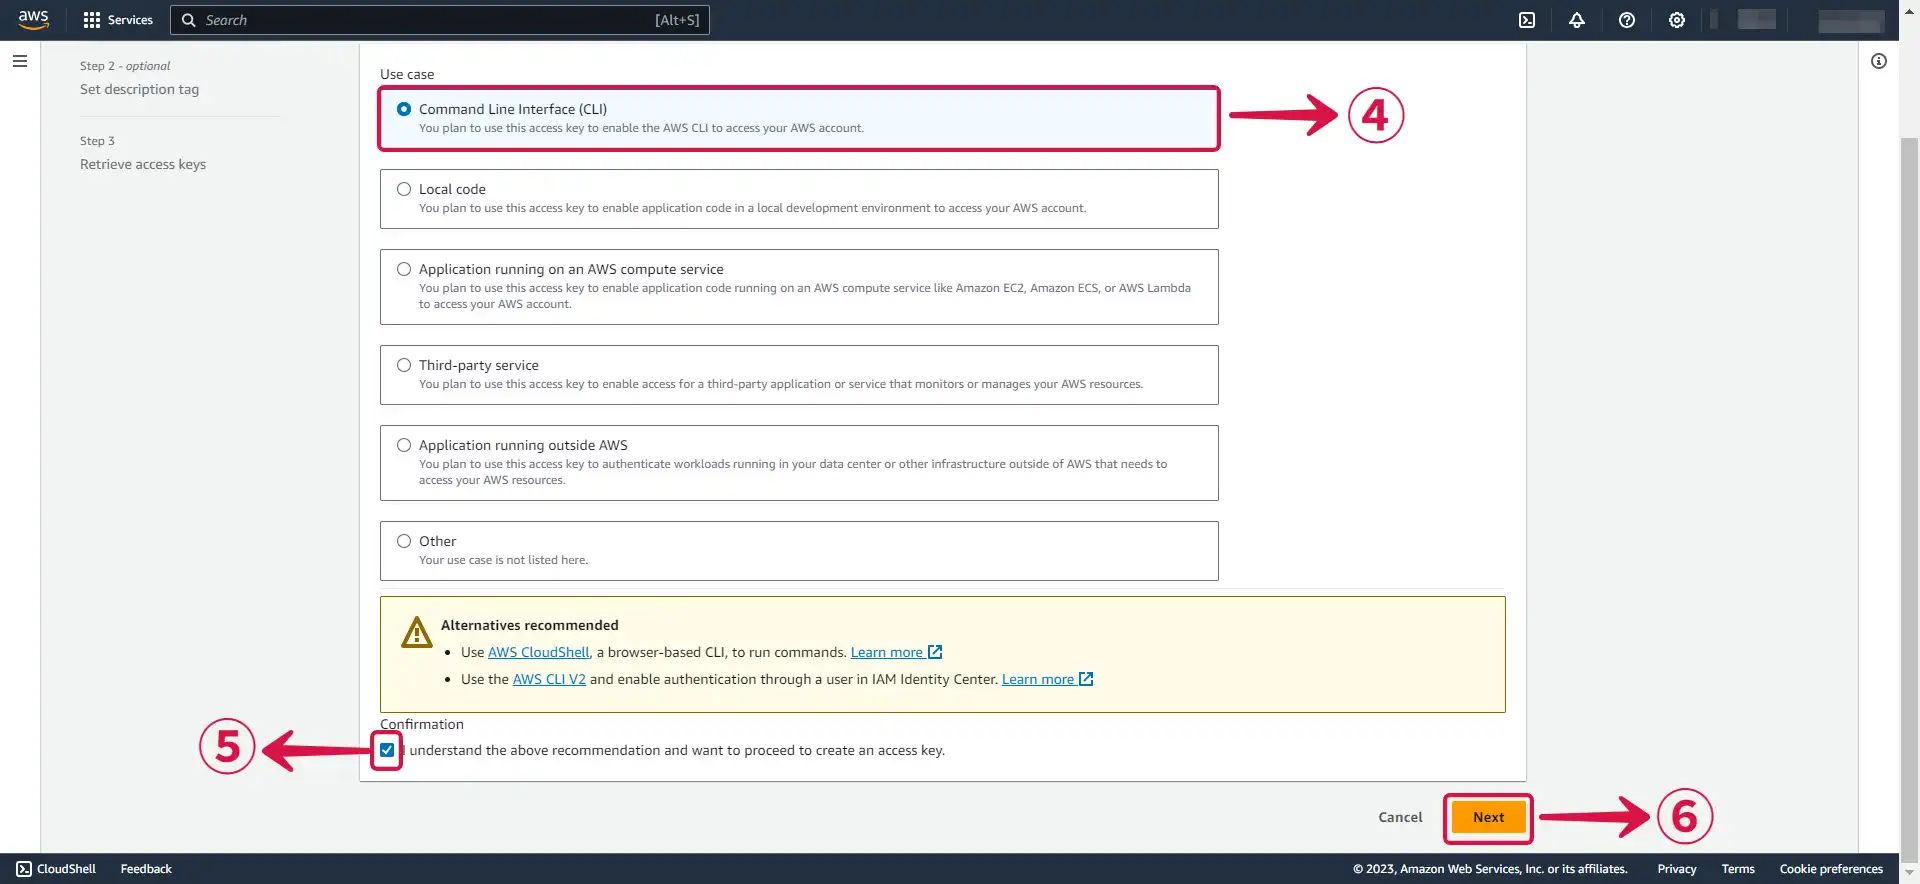 aws
Services
Search
[Alt+S]
Step 2 - optional
Set description tag
Step 3
Retrieve access keys
Use case
Command Line Interface (CLI)
You plan to use this access key to enable the AWS CLI to access your AWS account.
④
Local code
You plan to use this access key to enable application code in a local development environment to access your AWS account.
Application running on an AWS compute service
You plan to use this access key to enable application code running on an AWS compute service like Amazon EC2, Amazon ECS, or AWS Lambda
to access your AWS account.
Third-party service
You plan to use this access key to enable access for a third-party application or service that monitors or manages your AWS resources.
Application running outside AWS
You plan to use this access key to authenticate workloads running in your data center or other infrastructure outside of AWS that needs to
access your AWS resources.
Other
Your use case is not listed here.
Alternatives recommended
• Use AWS CloudShell, a browser-based CLI, to run commands. Learn more
• Use the AWS CLI V2 and enable authentication through a user in IAM Identity Center. Learn more
Confirmation
⑤
I understand the above recommendation and want to proceed to create an access key.
Cancel
Next
⑥
CloudShell
Feedback
© 2023, Amazon Web Services, Inc. or its affiliates.
Privacy
Terms
Cookie preferences